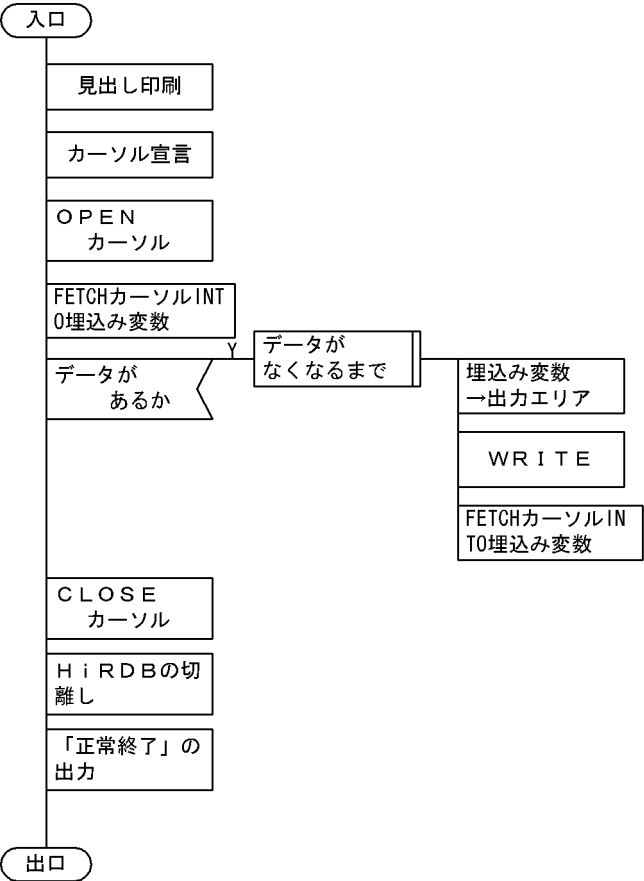 入口
見出し印刷
カーソル宣言
ＯＰＥＮ
カーソル
FETCHカーソルINT
O埋込み変数
データが
あるか
Y
データが
なくなるまで
埋込み変数
→出力エリア
ＷＲＩＴＥ
FETCHカーソルIN
TO埋込み変数
ＣＬＯＳＥ
カーソル
ＨｉＲＤＢの切
離し
「正常終了」の
出力
出口